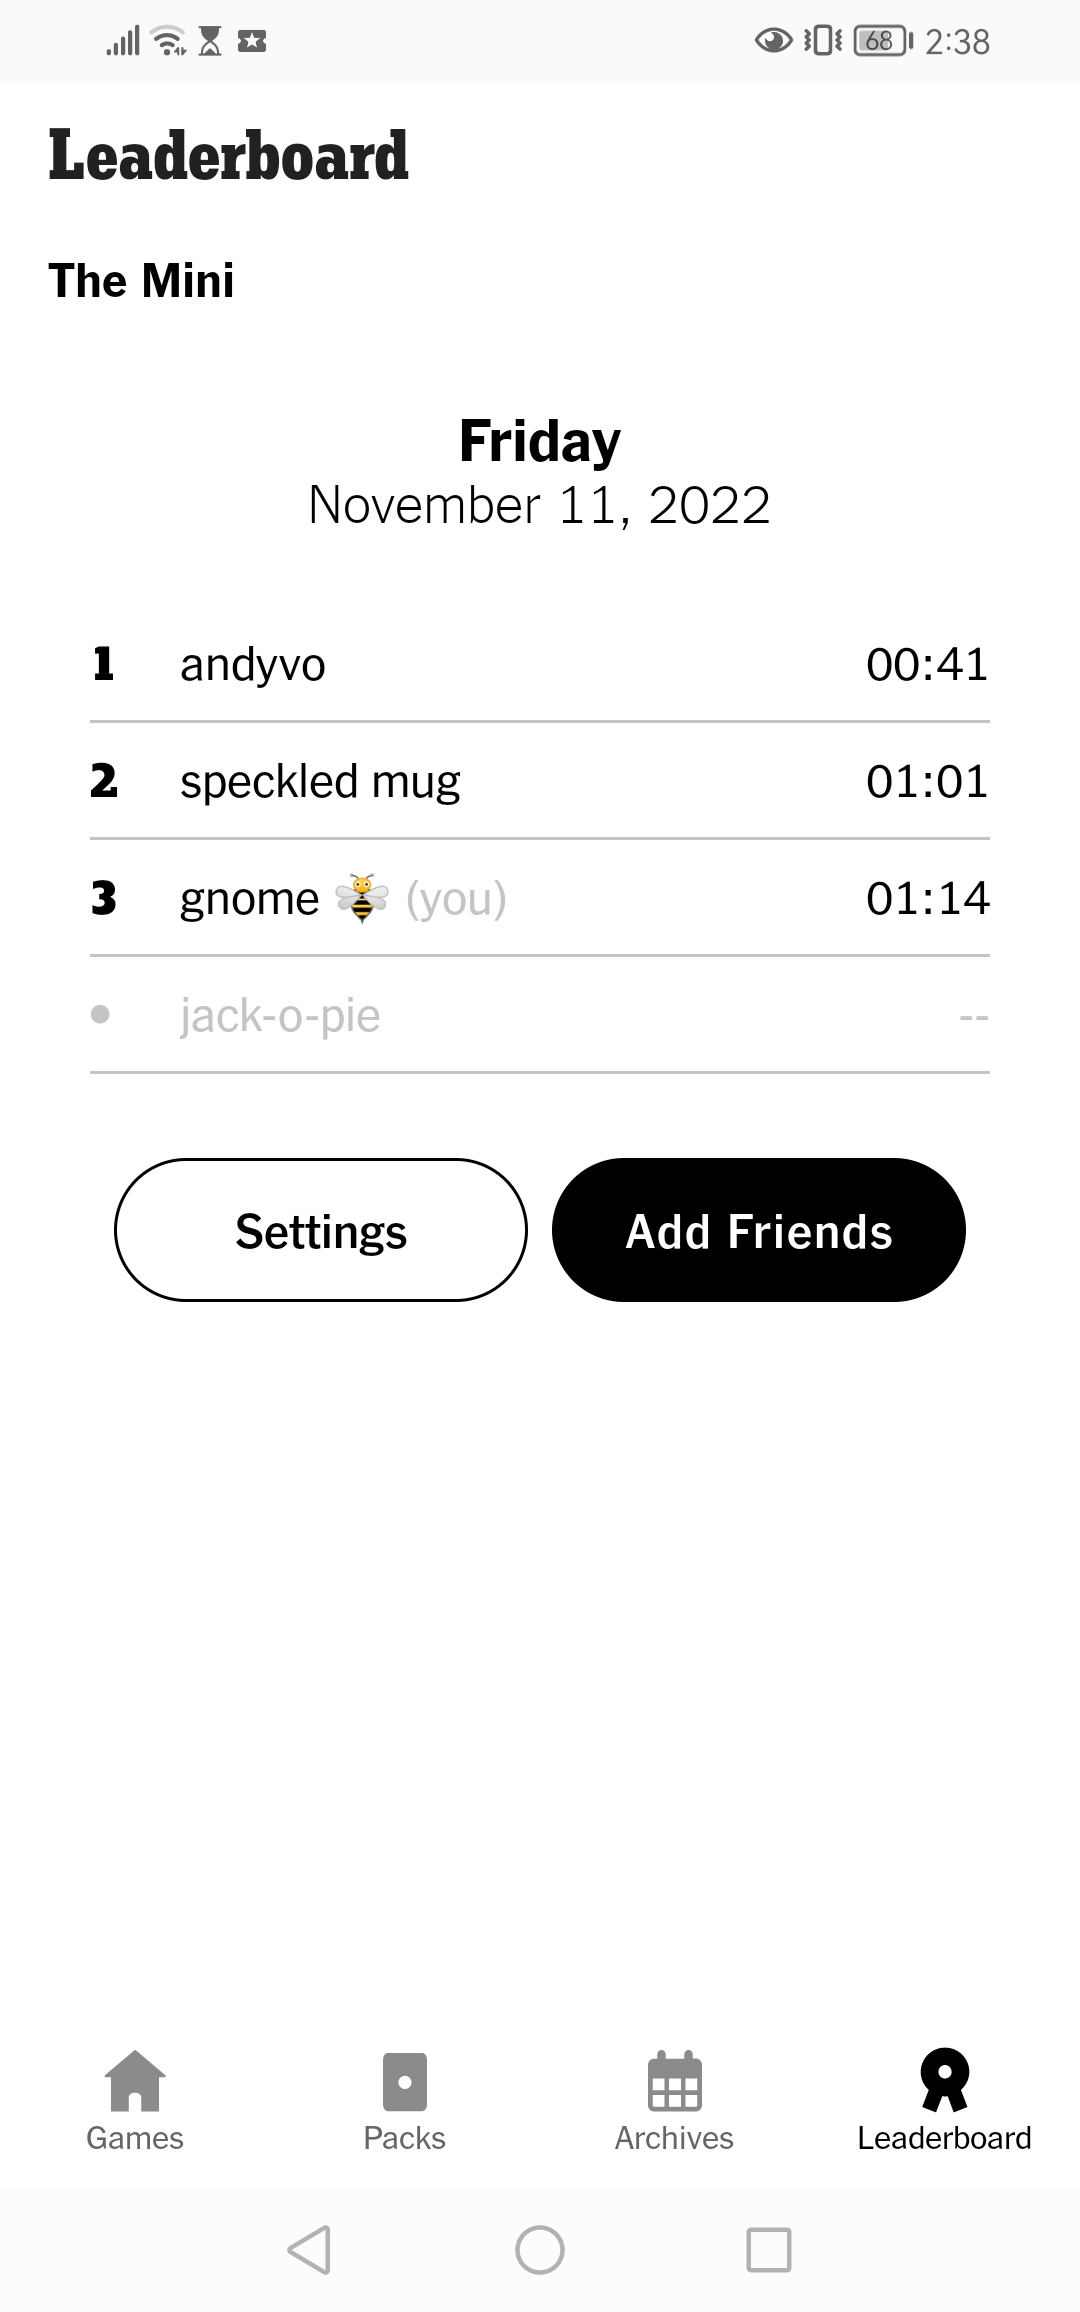 68 2:38
Leaderboard
The Mini
Friday
November 11, 2022
1 andyvo 00:41
2 speckled mug 01:01
3 gnome 🐝 (you) 01:14
• jack-o-pie --
Settings Add Friends
Games Packs Archives Leaderboard